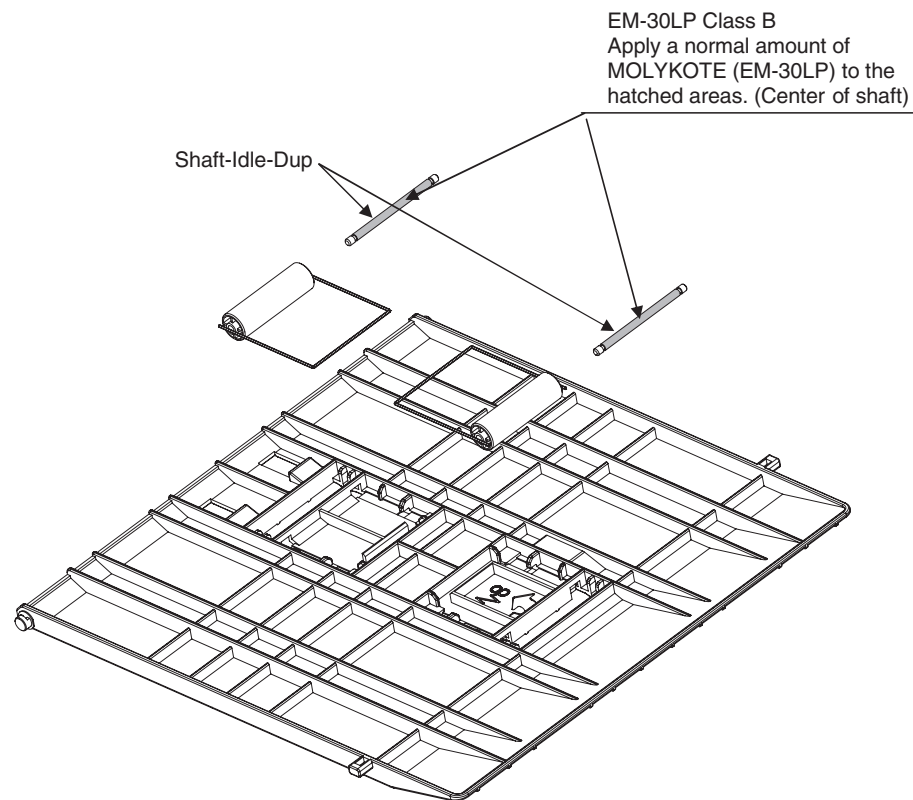 EM-30LP Class B
Apply a normal amount of
MOLYKOTE (EM-30LP) to the
hatched areas. (Center of shaft)
Shaft-Idle-Dup